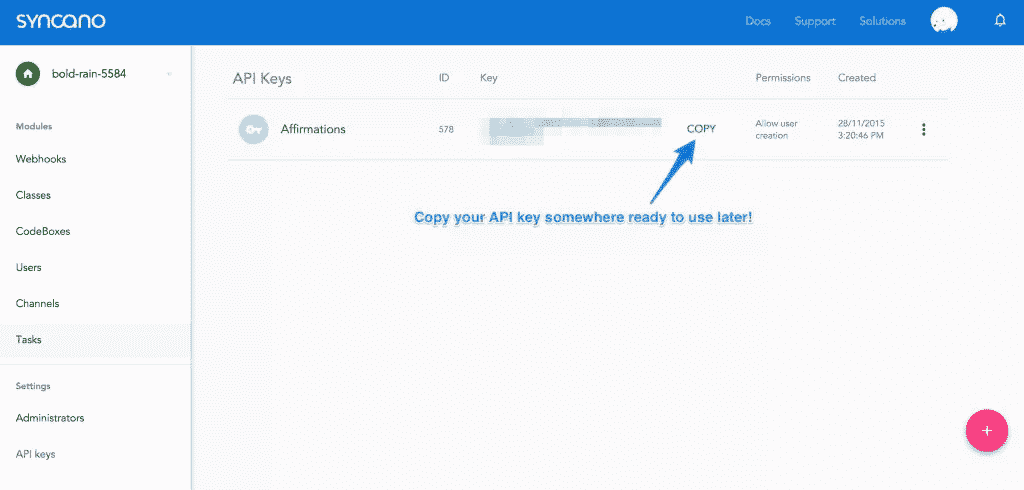 syncano
Docs Support Solutions
bold-rain-5584
API Keys ID Key Permissions Created
Affirmations 578 COPY Allow user creation 28/11/2015 3:20:46 PM
Copy your API key somewhere ready to use later!
Modules
Webhooks
Classes
CodeBoxes
Users
Channels
Tasks
Settings
Administrators
API keys